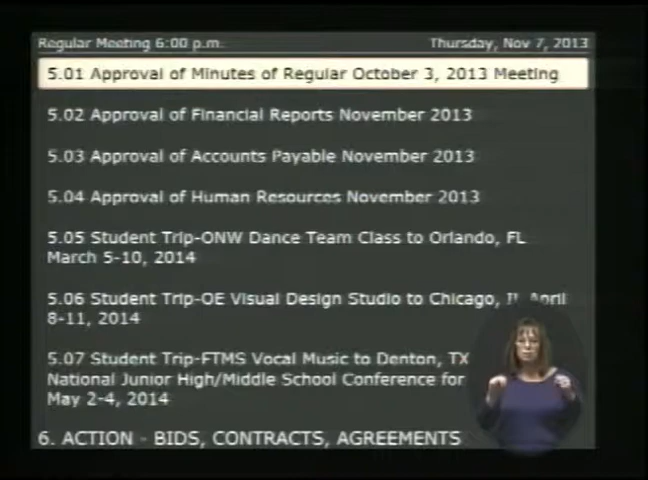 Regular Meeting 6:00 p.m.
Thursday, Nov 7, 2013
5.01 Approval of Minutes of Regular October 3, 2013 Meeting
5.02 Approval of Financial Reports November 2013
5.03 Approval of Accounts Payable November 2013
5.04 Approval of Human Resources November 2013
5.05 Student Trip-ONW Dance Team Class to Orlando, FL
March 5-10, 2014
5.06 Student Trip-OE Visual Design Studio to Chicago, IL April
8-11, 2014
5.07 Student Trip-FTMS Vocal Music to Denton, TX
National Junior High/Middle School Conference for
May 2-4, 2014
6. ACTION - BIDS, CONTRACTS, AGREEMENTS